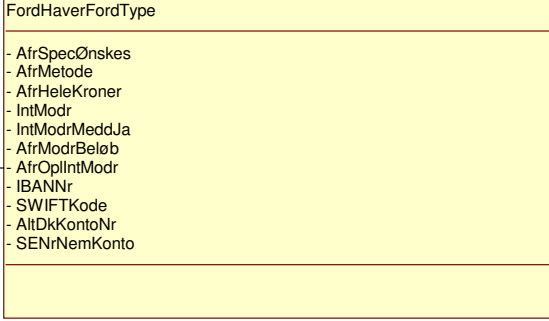 FordHaverFordType
- AfrSpecØnskes
- AfrMetode
- AfrHeleKroner
- IntModr
- IntModrMeddJa
- AfrModrBeløb
- AfrOplIntModr
- IBANNr
- SWIFTKode
- AltDkKontoNr
- SENrNemKonto